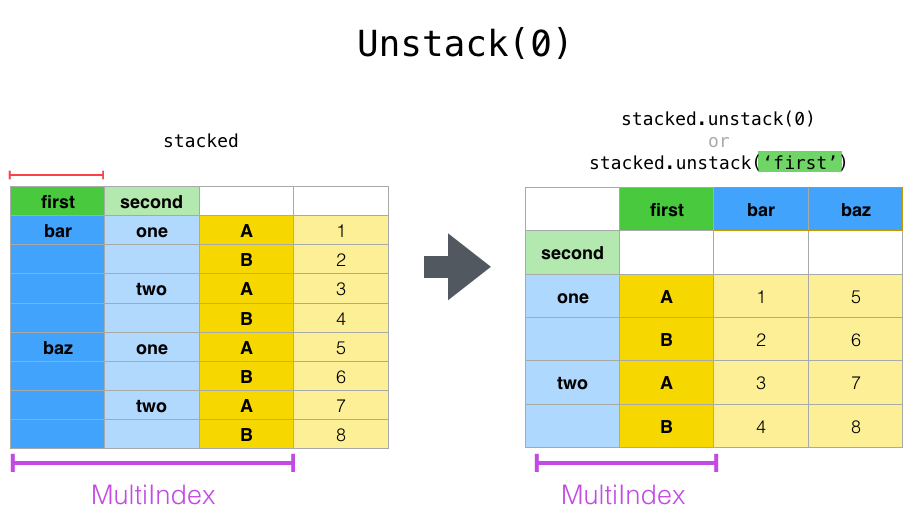 Unstack(0)
stacked
first second
bar one A 1
B 2
two A 3
B 4
baz one A 5
B 6
two A 7
B 8
MultiIndex
stacked.unstack(0)
or
stacked.unstack(‘first’)
first bar baz
second
one A 1 5
B 2 6
two A 3 7
B 4 8
MultiIndex